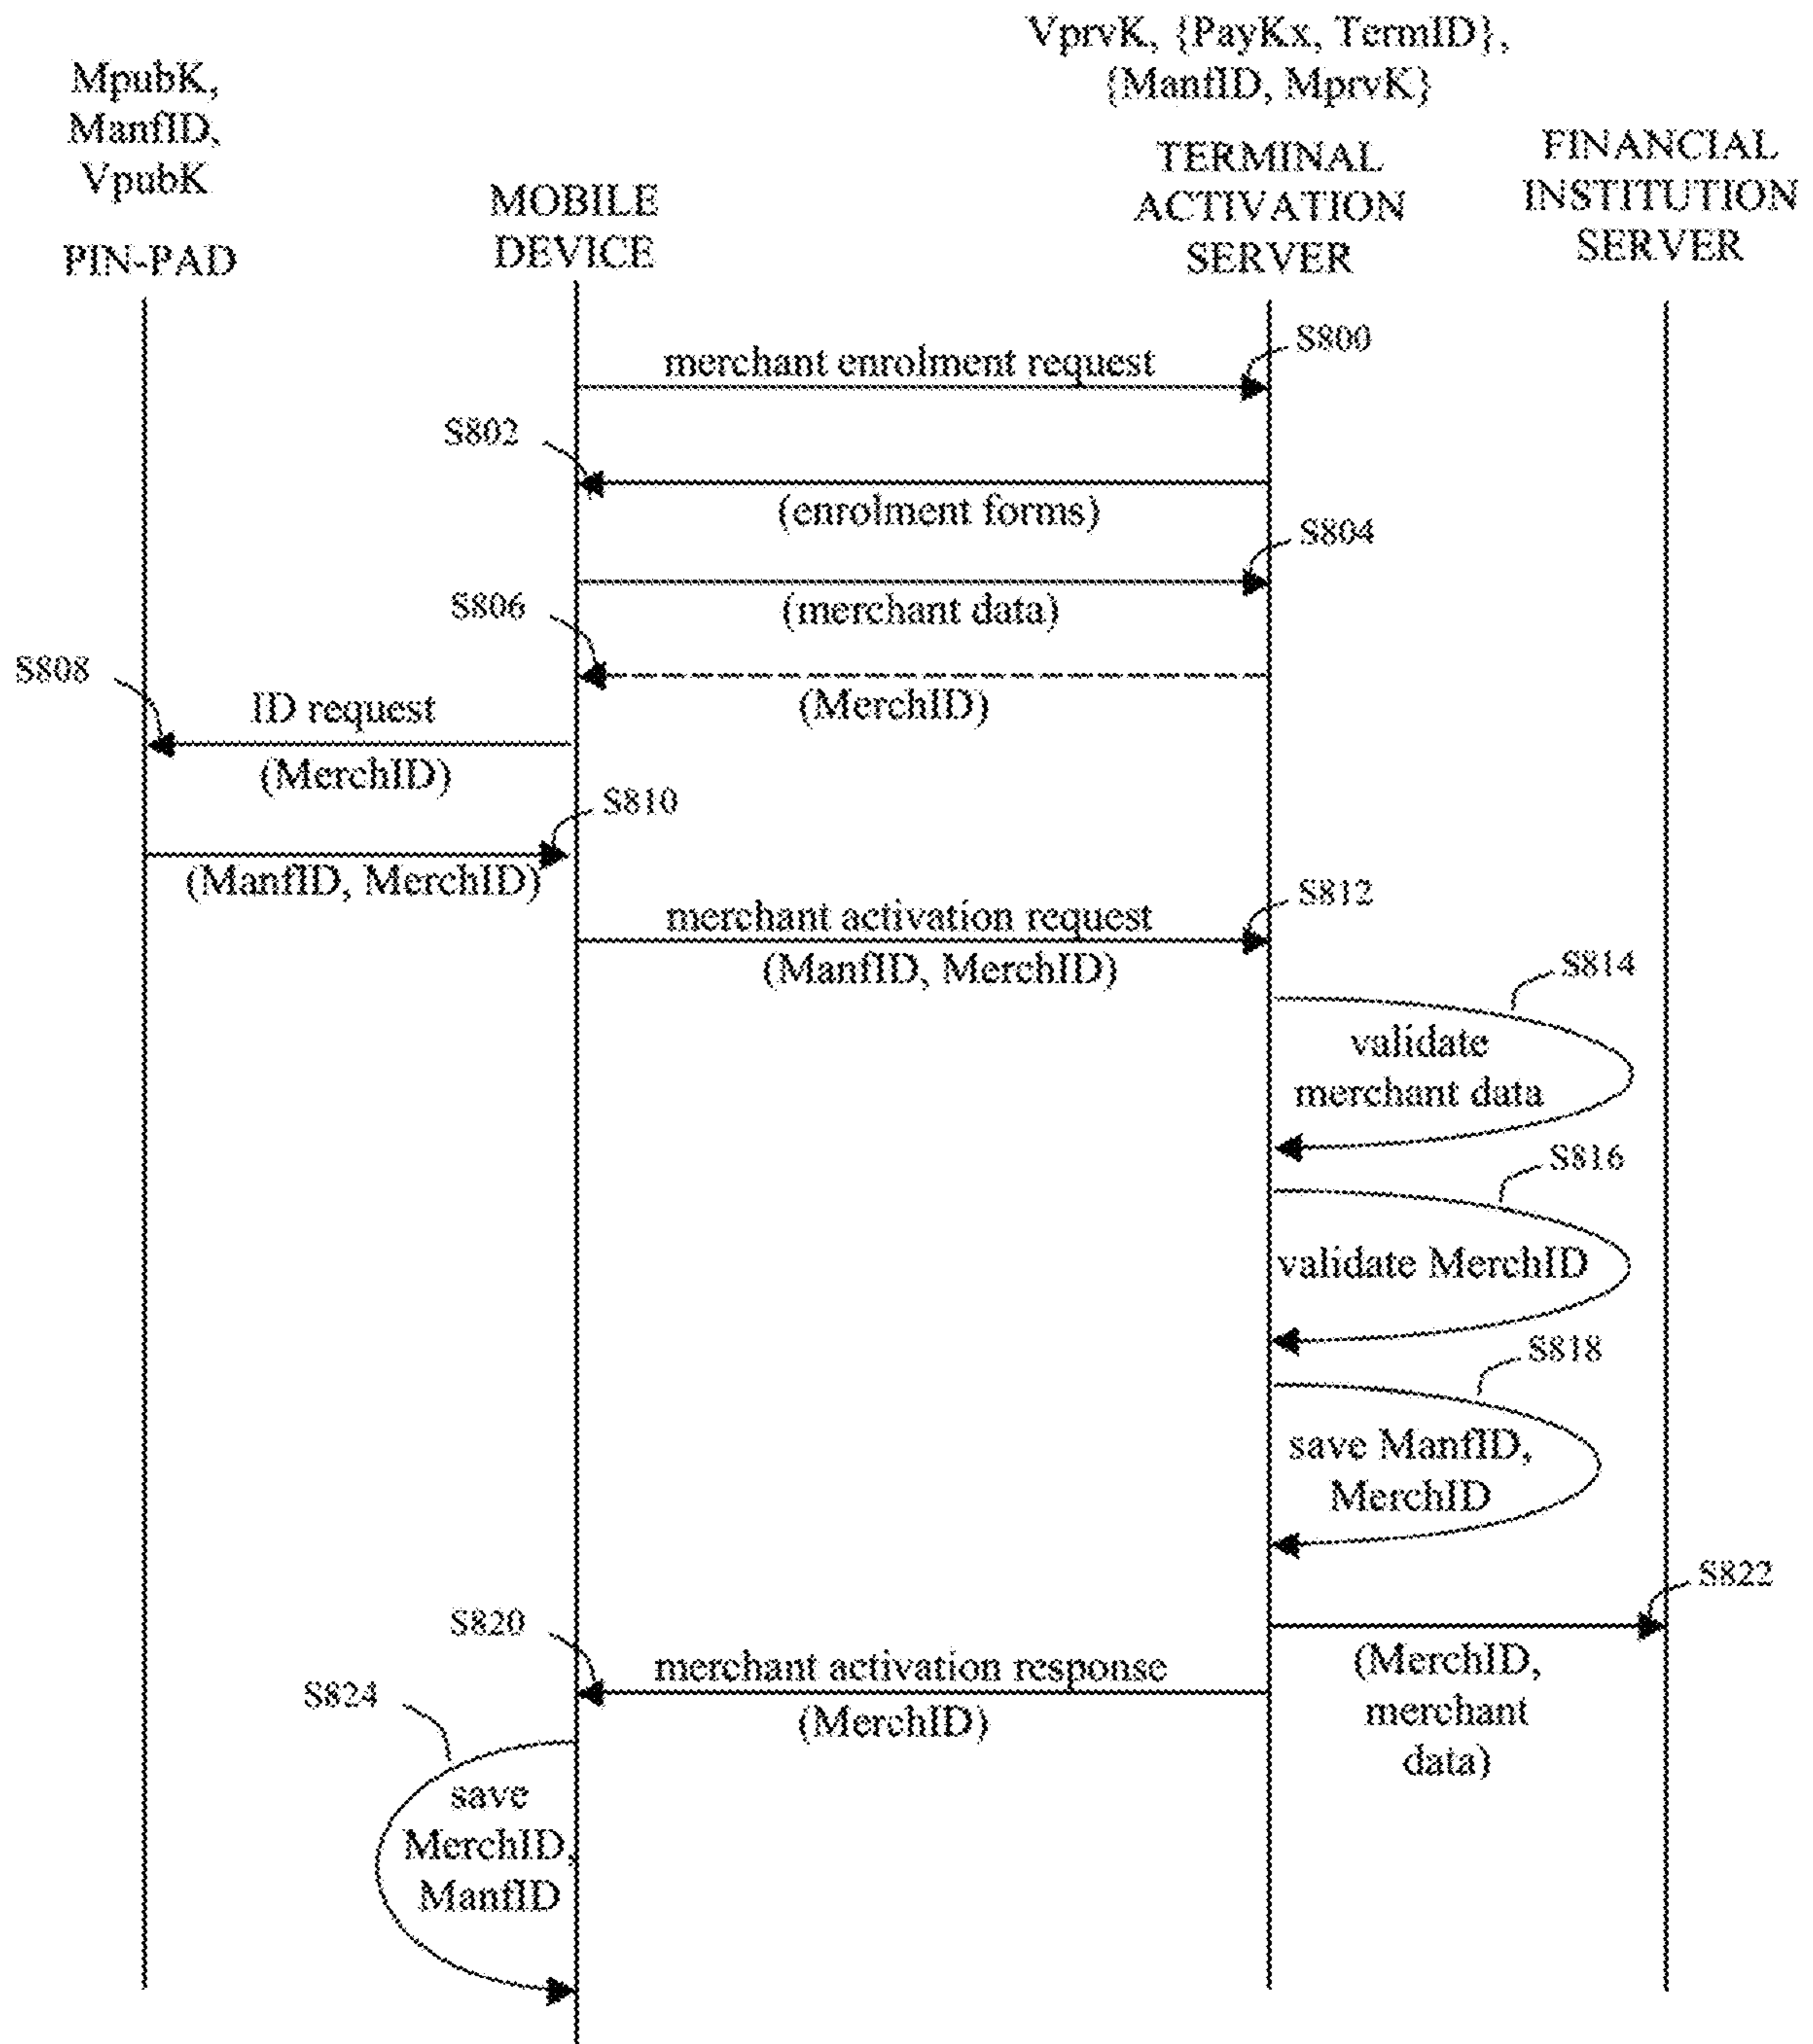 VprvK, {PayKx, TermID},
{ManfID, MprvK}
MpubK,
ManfID,
VpubK
PIN-PAD
MOBILE
DEVICE
TERMINAL
ACTIVATION
SERVER
FINANCIAL
INSTITUTION
SERVER
S800
merchant enrolment request
S802
(enrolment forms)
S804
(merchant data)
S806
(MerchID)
S808
ID request
(MerchID)
S810
(ManfID, MerchID)
S812
merchant activation request
(ManfID, MerchID)
S814
validate
merchant data
S816
validate MerchID
S818
save ManfID,
MerchID
S822
(MerchID,
merchant
data)
S820
merchant activation response
(MerchID)
S824
save
MerchID,
ManfID